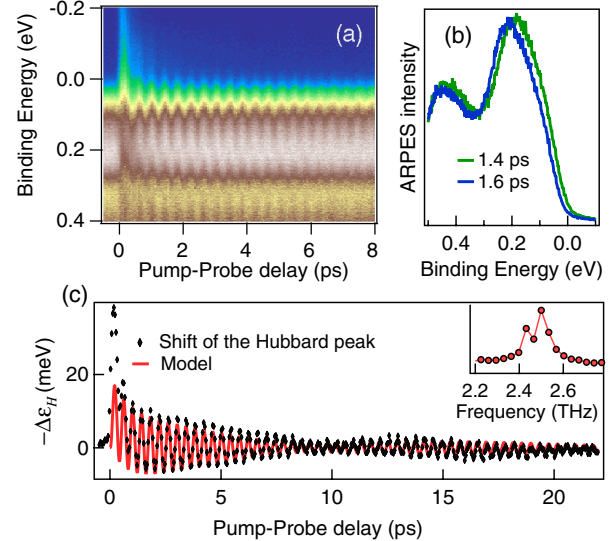 (a)
-0.2
0.0
0.2
0.4
Binding Energy (eV)
0 2 4 6 8
Pump-Probe delay (ps)
(b)
ARPES intensity
1.4 ps
1.6 ps
0.4 0.2 0.0
Binding Energy (eV)
(c)
Shift of the Hubbard peak
Model
20
0
−Δε_H (meV)
0 5 10 15 20
Pump-Probe delay (ps)
2.2 2.4 2.6
Frequency (THz)